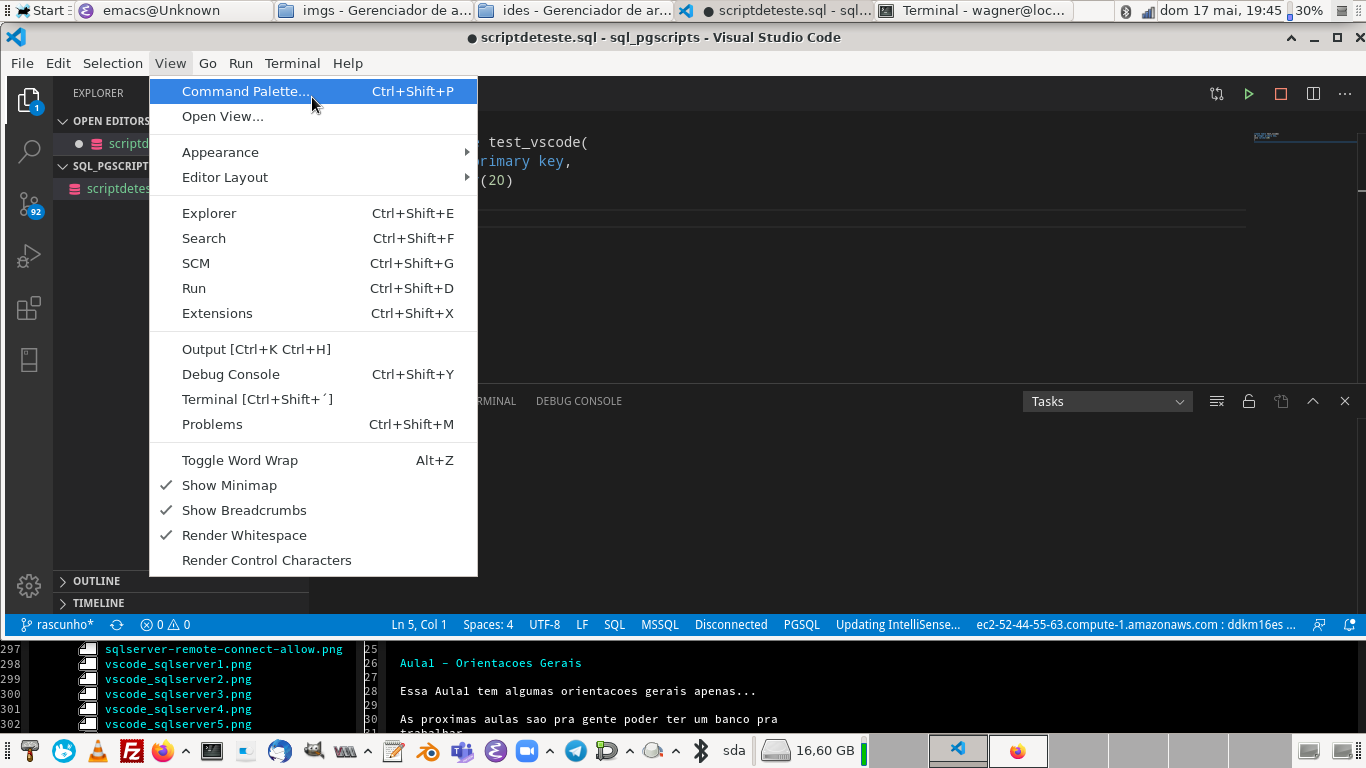 Start
emacs@Unknown
imgs - Gerenciador de a...
ides - Gerenciador de ar...
● scriptdeteste.sql - sql...
Terminal - wagner@loc...
dom 17 mai, 19:45
30%
● scriptdeteste.sql - sql_pgscripts - Visual Studio Code
File Edit Selection View Go Run Terminal Help
EXPLORER
OPEN EDITORS
scriptd
SQL_PGSCRIPT
scriptdetes
1
92
OUTLINE
TIMELINE
Command Palette... Ctrl+Shift+P
Open View...
Appearance
Editor Layout
Explorer Ctrl+Shift+E
Search Ctrl+Shift+F
SCM Ctrl+Shift+G
Run Ctrl+Shift+D
Extensions Ctrl+Shift+X
Output [Ctrl+K Ctrl+H]
Debug Console Ctrl+Shift+Y
Terminal [Ctrl+Shift+´]
Problems Ctrl+Shift+M
Toggle Word Wrap Alt+Z
Show Minimap
Show Breadcrumbs
Render Whitespace
Render Control Characters
test_vscode(
primary key,
(20)
RMINAL DEBUG CONSOLE Tasks
rascunho* 0 0 Ln 5, Col 1 Spaces: 4 UTF-8 LF SQL MSSQL Disconnected PGSQL Updating IntelliSense... ec2-52-44-55-63.compute-1.amazonaws.com : ddkm16es ...
297 sqlserver-remote-connect-allow.png
298 vscode_sqlserver1.png
299 vscode_sqlserver2.png
300 vscode_sqlserver3.png
301 vscode_sqlserver4.png
302 vscode_sqlserver5.png
25
26 Aula1 - Orientacoes Gerais
27
28 Essa Aula1 tem algumas orientacoes gerais apenas...
29
30 As proximas aulas sao pra gente poder ter um banco pra
sda 16,60 GB